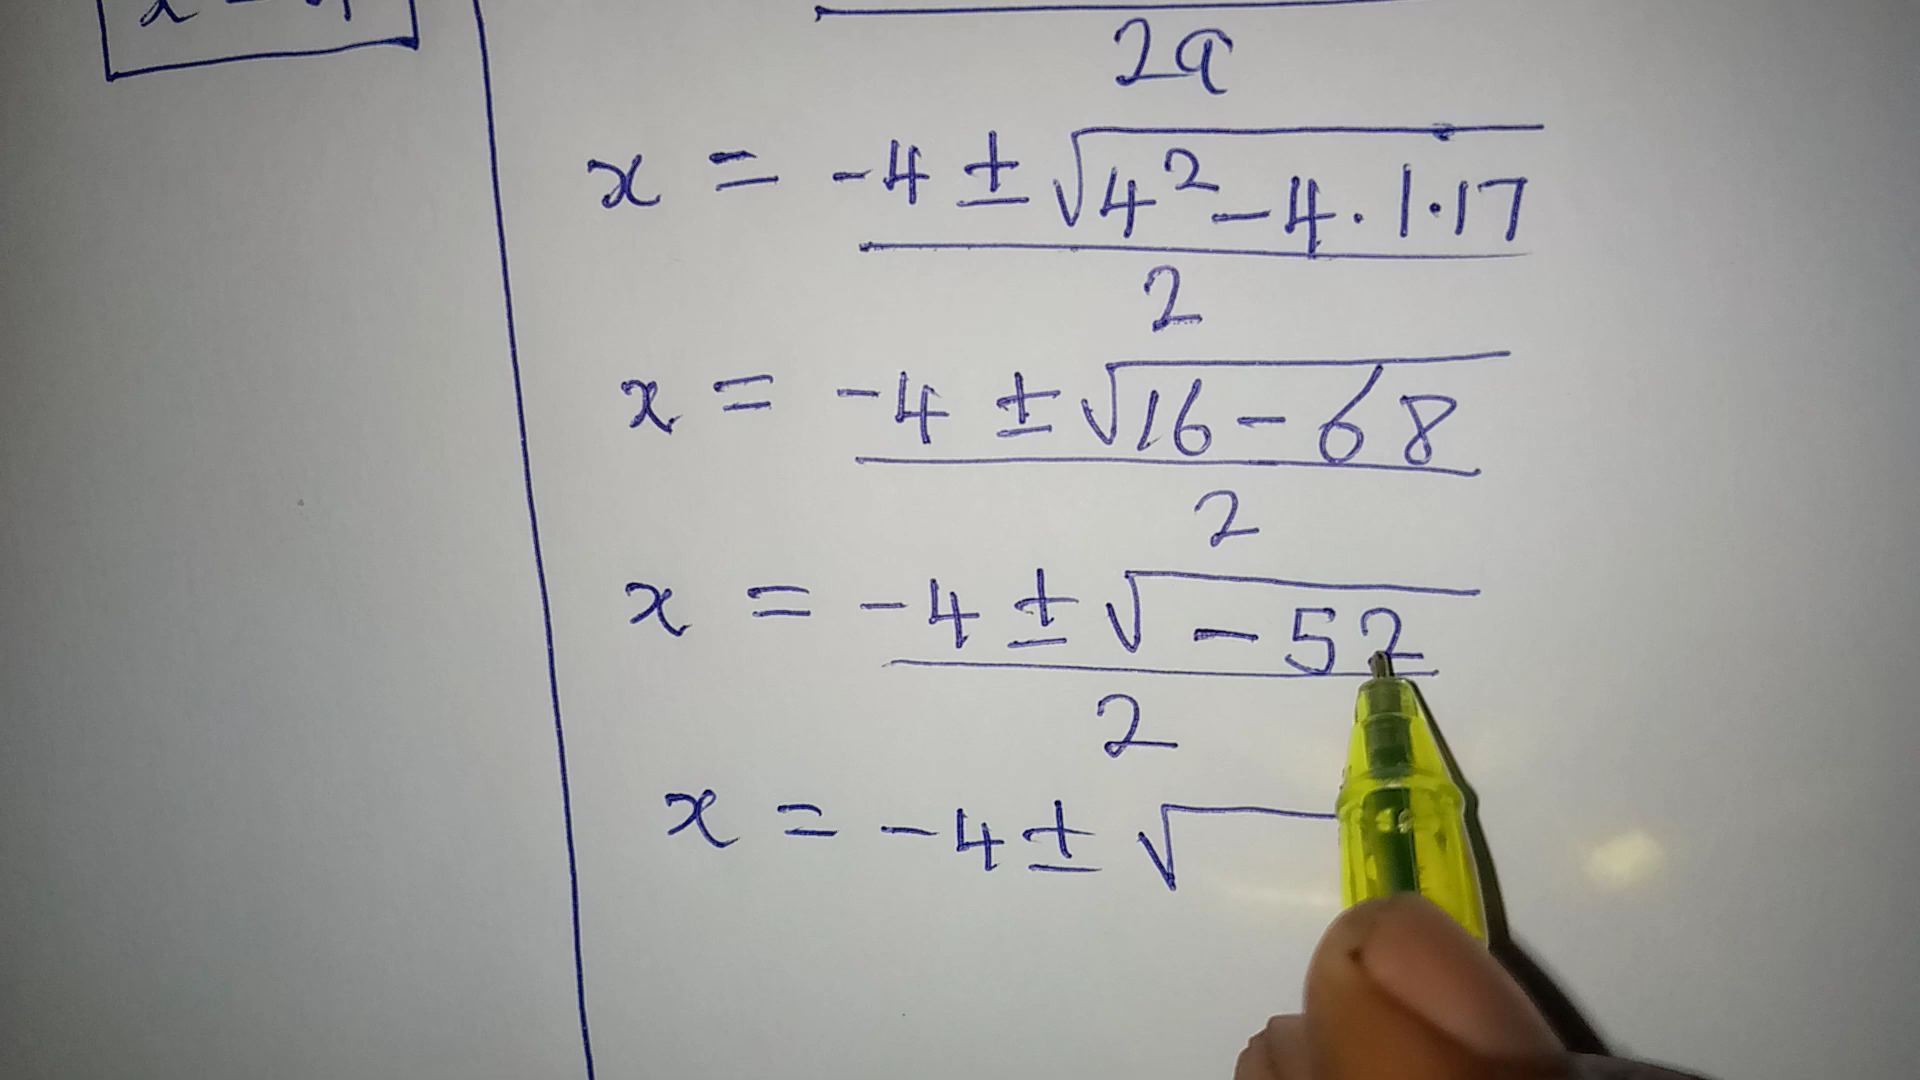 2a
x = -4 ± √4² - 4 . 1 . 17
2
x = -4 ± √16 - 68
2
x = -4 ± √-52
2
x = -4 ± √